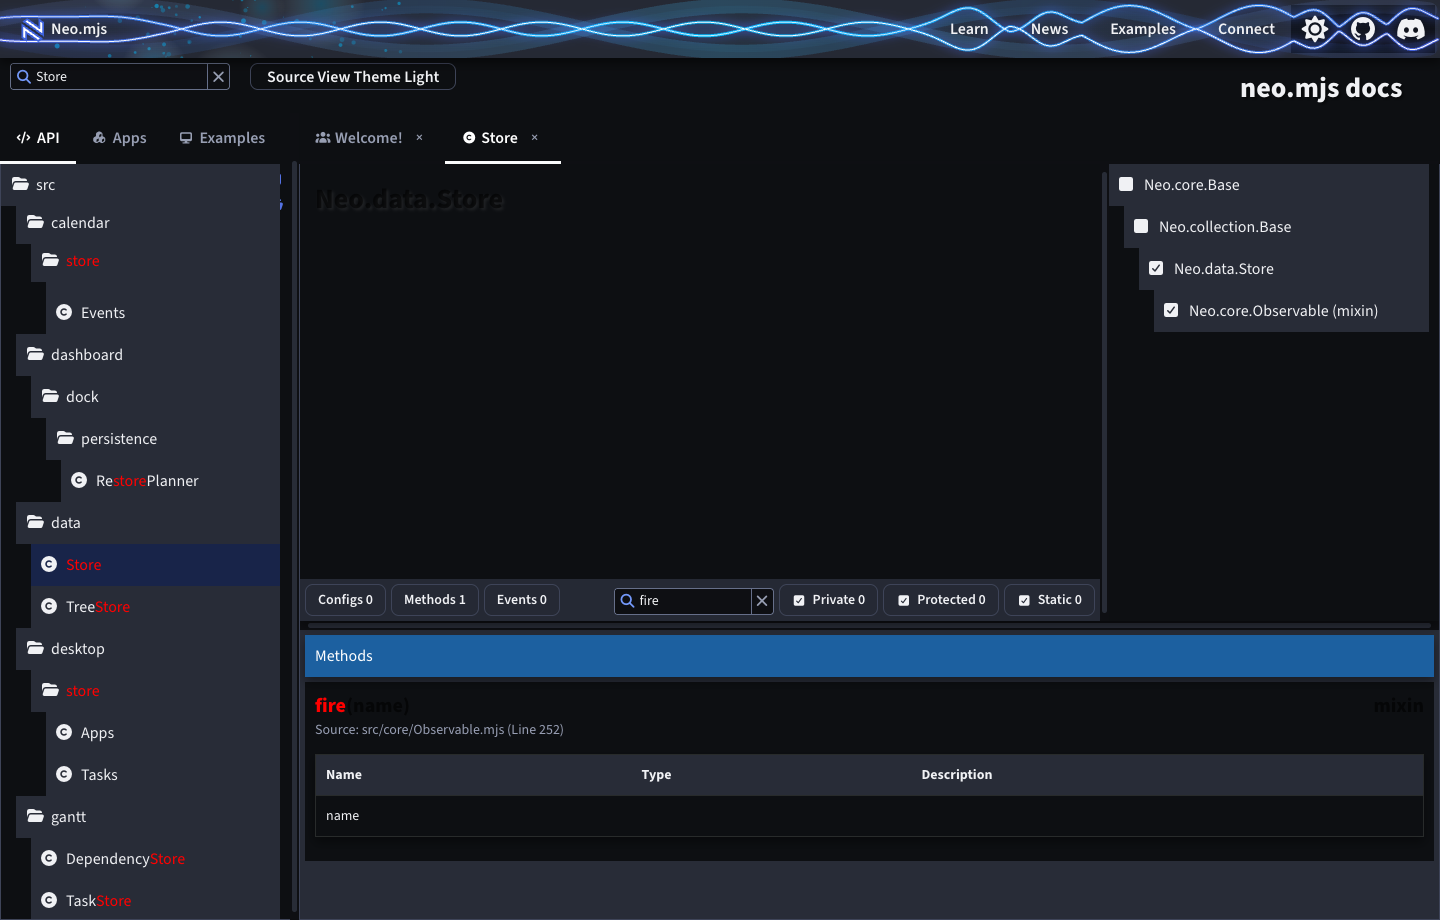 Neo.mjs
Learn
News
Examples
Connect
Store
Source View Theme Light
neo.mjs docs
API
Apps
Examples
Welcome!
Store
src
calendar
store
Events
dashboard
dock
persistence
RestorePlanner
data
Store
TreeStore
desktop
store
Apps
Tasks
gantt
DependencyStore
TaskStore
Neo.data.Store
Neo.core.Base
Neo.collection.Base
Neo.data.Store
Neo.core.Observable (mixin)
Configs 0
Methods 1
Events 0
fire
Private 0
Protected 0
Static 0
Methods
fire(name)
mixin
Source: src/core/Observable.mjs (Line 252)
Name Type Description
name